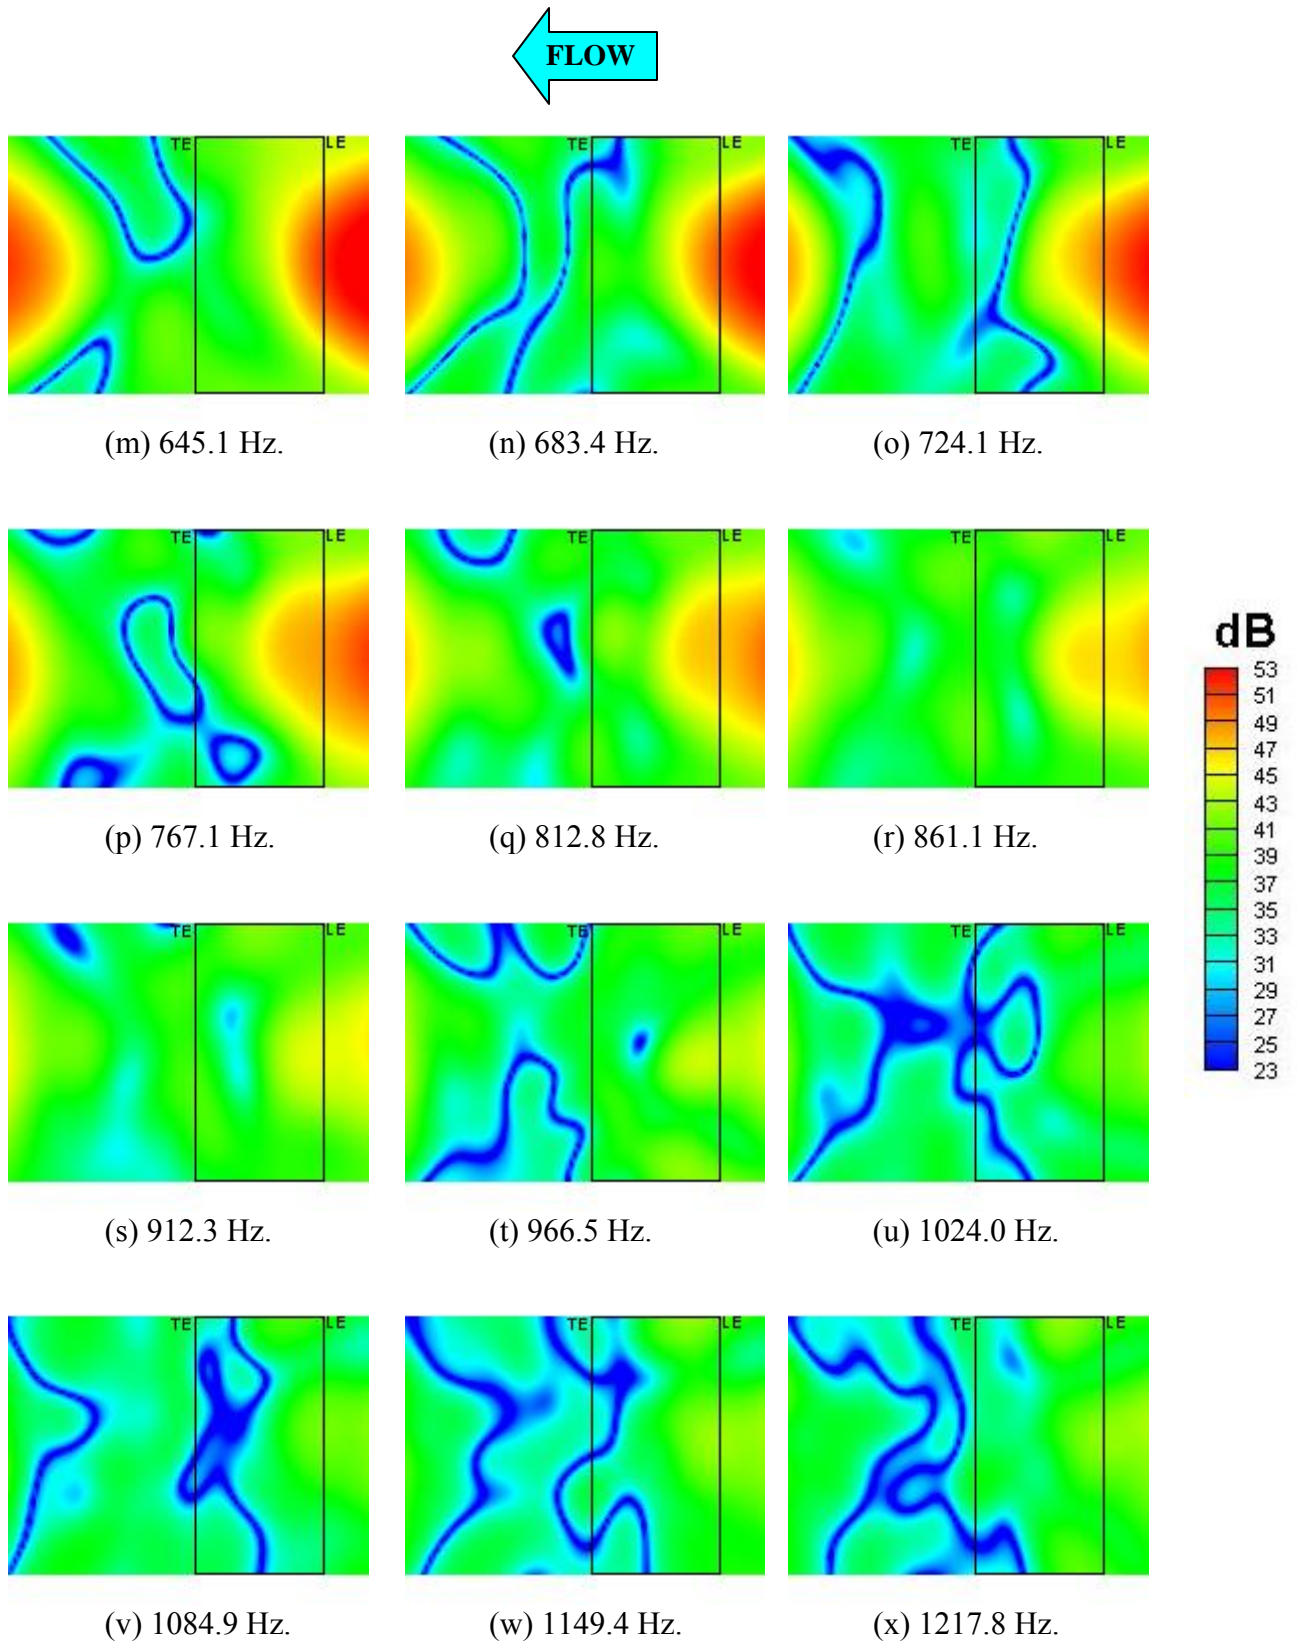 FLOW
TE LE TE LE TE LE
(m) 645.1 Hz. (n) 683.4 Hz. (o) 724.1 Hz.
TE LE TE LE TE LE
(p) 767.1 Hz. (q) 812.8 Hz. (r) 861.1 Hz.
dB
53
51
49
47
45
43
41
39
37
35
33
31
29
27
25
23
TE LE TE LE TE LE
(s) 912.3 Hz. (t) 966.5 Hz. (u) 1024.0 Hz.
TE LE TE LE TE LE
(v) 1084.9 Hz. (w) 1149.4 Hz. (x) 1217.8 Hz.